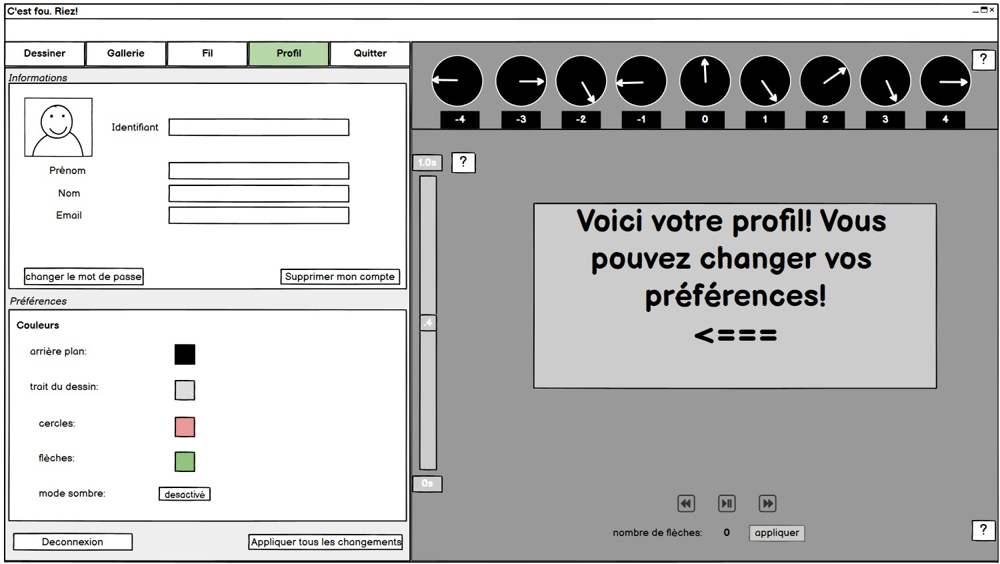 C'est fou. Riez!
Dessiner Gallerie Fil Profil Quitter
Informations
Identifiant
Prénom
Nom
Email
changer le mot de passe Supprimer mon compte
Préférences
Couleurs
arrière plan:
trait du dessin:
cercles:
flèches:
mode sombre: desactivé
Deconnexion Appliquer tous les changements
?
-4 -3 -2 -1 0 1 2 3 4
1.0s ?
.4
0s
Voici votre profil! Vous
pouvez changer vos
préférences!
<===
nombre de flèches: 0 appliquer
?